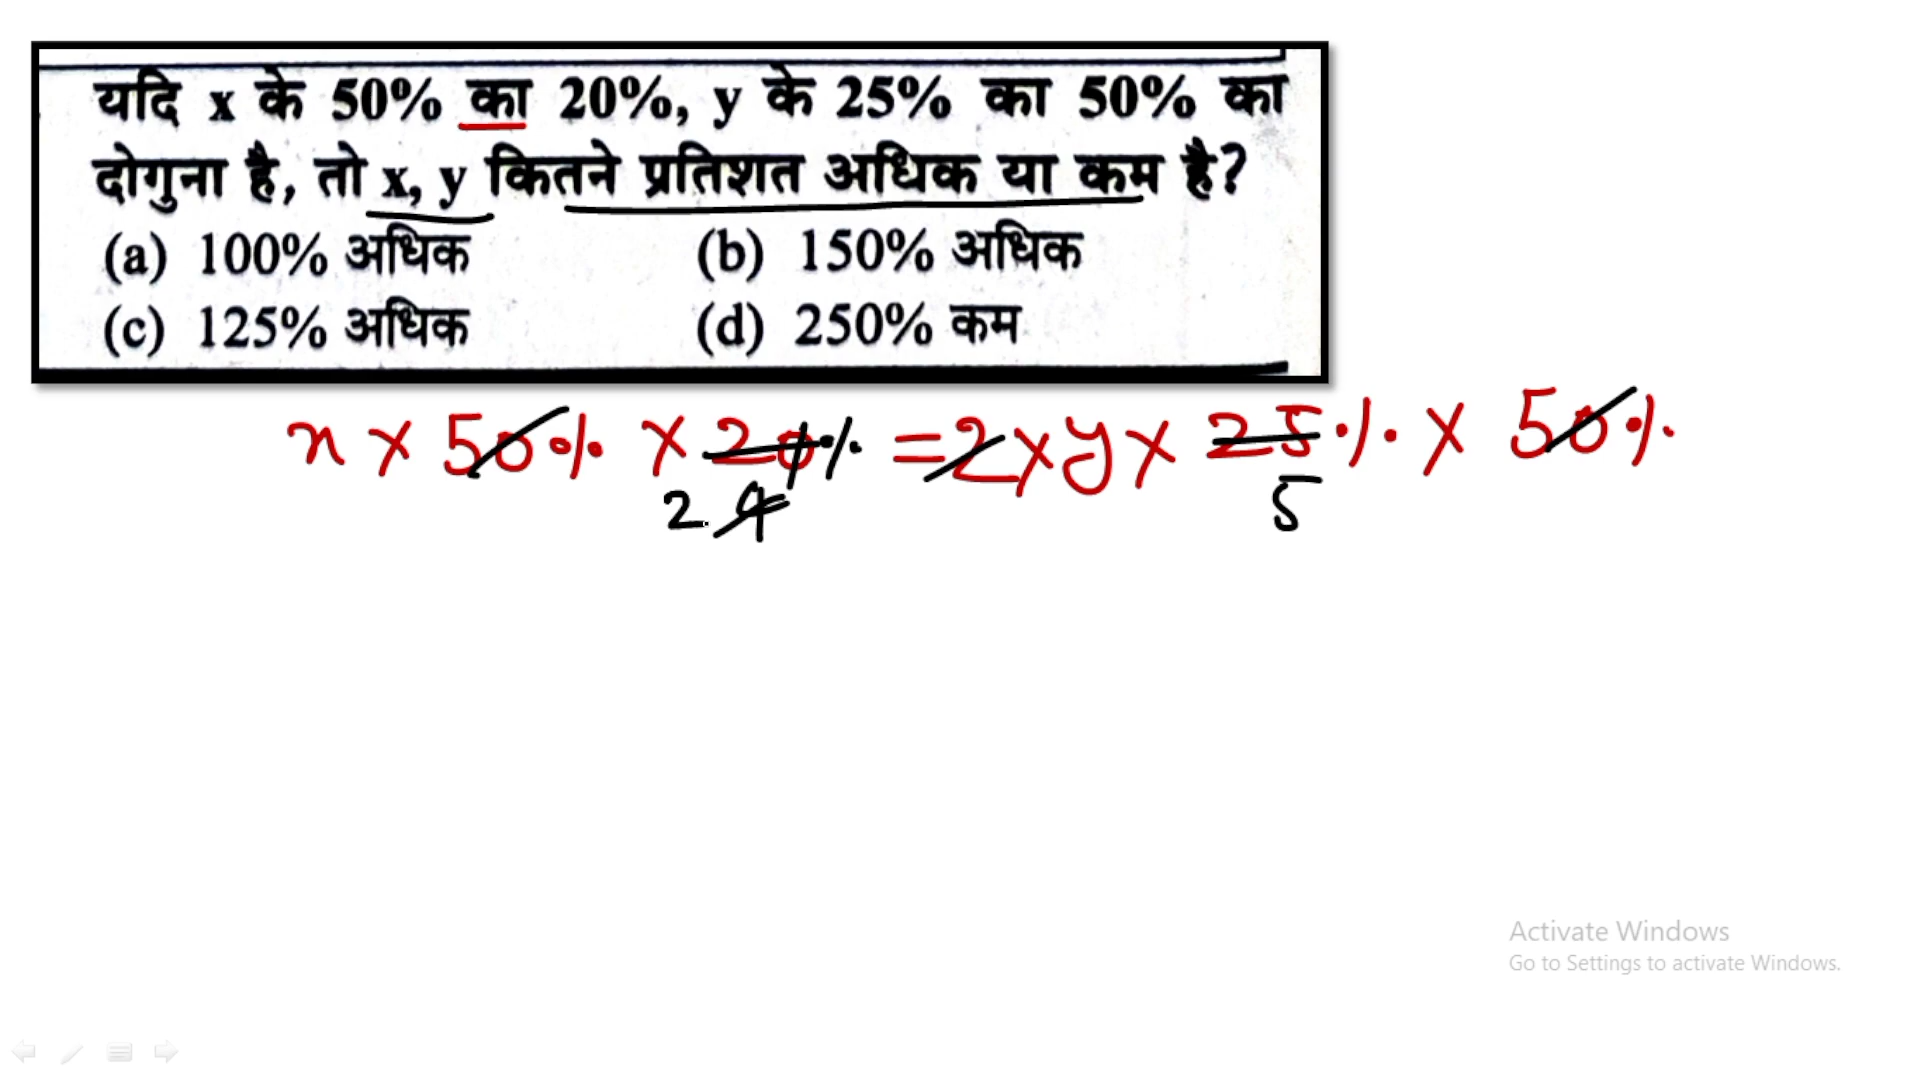 यदि x के 50% का 20%, y के 25% का 50% का
दोगुना है, तो x, y कितने प्रतिशत अधिक या कम है?
(a) 100% अधिक (b) 150% अधिक
(c) 125% अधिक (d) 250% कम
x × 50% × 20% = 2 × y × 25% × 50%
2 4 5
Activate Windows
Go to Settings to activate Windows.